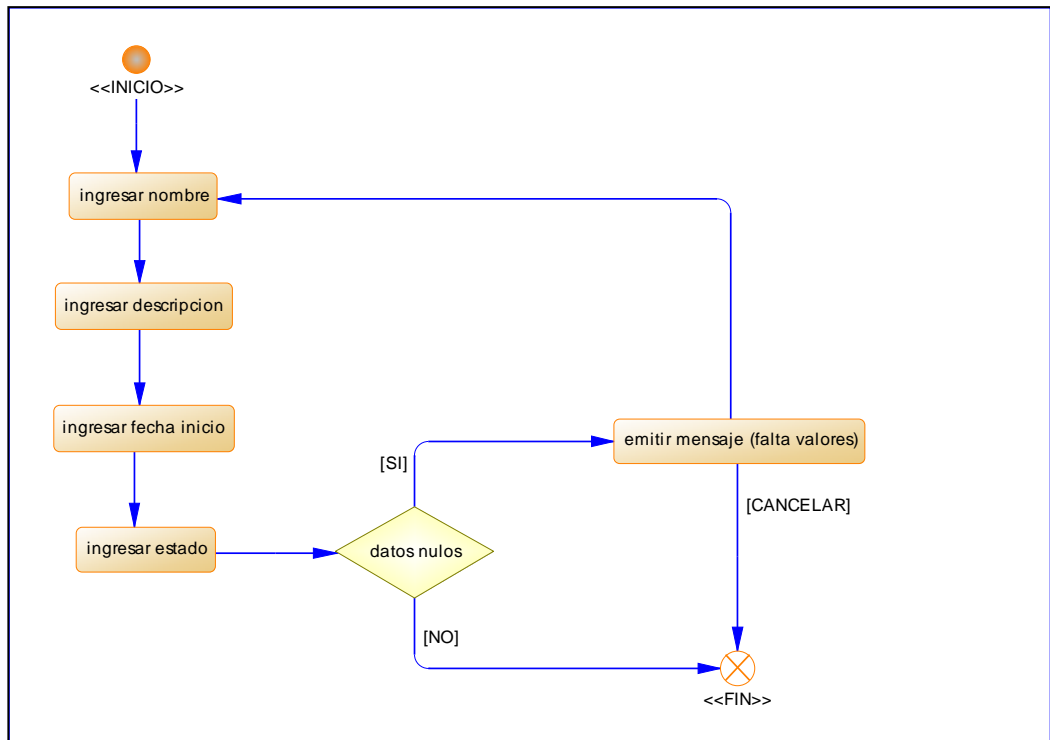 <<INICIO>>
ingresar nombre
ingresar descripcion
ingresar fecha inicio
emitir mensaje (falta valores)
[SI]
[CANCELAR]
ingresar estado
datos nulos
[NO]
<<FIN>>